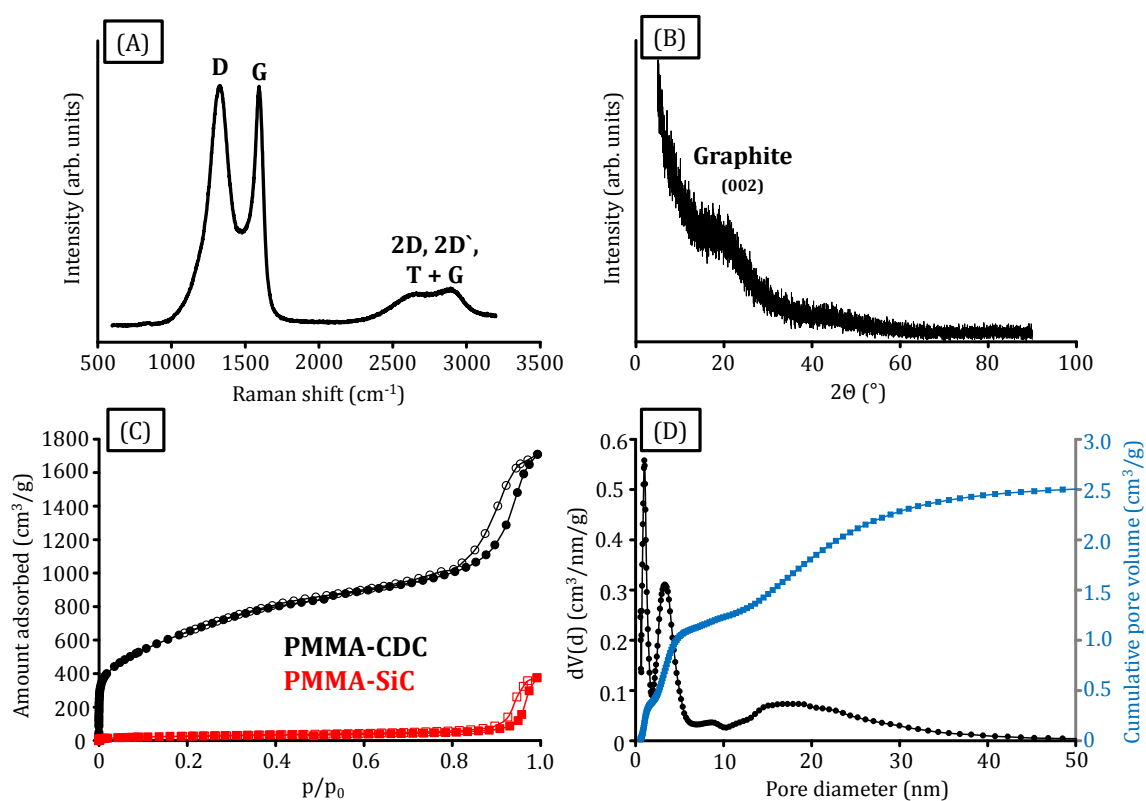 (A)
D
G
2D, 2D`,
T + G
Intensity (arb. units)
500 1000 1500 2000 2500 3000 3500
Raman shift (cm⁻¹)
(B)
Graphite
(002)
Intensity (arb. units)
0 20 40 60 80 100
2Θ (°)
(C)
1800
1600
1400
1200
1000
800
600
400
200
0
Amount adsorbed (cm³/g)
PMMA-CDC
PMMA-SiC
0 0.2 0.4 0.6 0.8 1.0
p/p₀
(D)
0.6
0.5
0.4
0.3
0.2
0.1
0
dV(d) (cm³/nm/g)
3.0
2.5
2.0
1.5
1.0
0.5
0
Cumulative pore volume (cm³/g)
0 10 15 20 25 30 35 40 45 50
Pore diameter (nm)